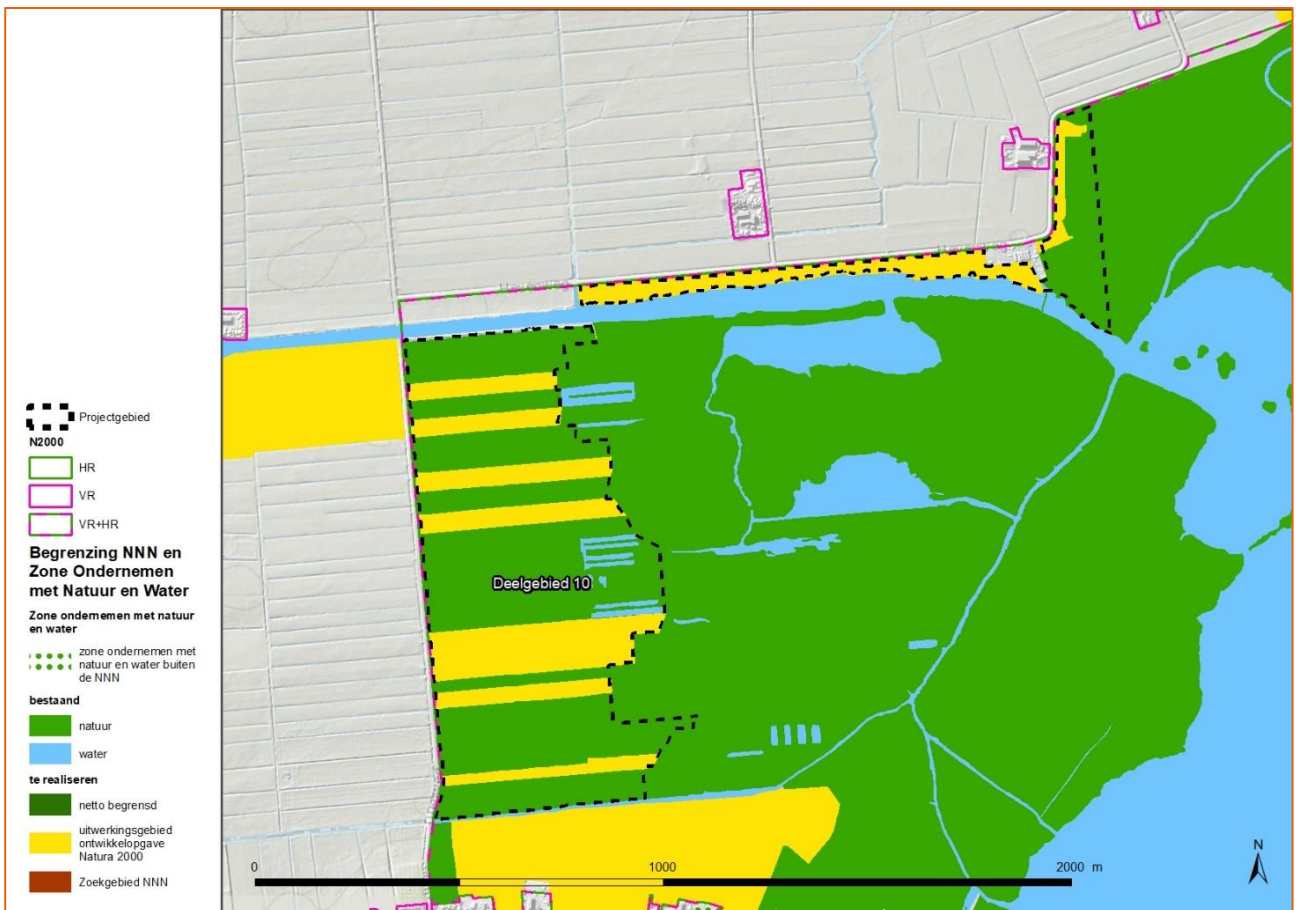 Projectgebied
N2000
HR
VR
VR+HR
Begrenzing NNN en
Zone Ondernemen
met Natuur en Water
Zone ondernemen met natuur
en water
zone ondernemen met
natuur en water buiten
de NNN
bestaand
natuur
water
te realiseren
netto begrensd
uitwerkingsgebied
ontwikkelopgave
Natura 2000
Zoekgebied NNN
Deelgebied 10
0
1000
2000 m
N